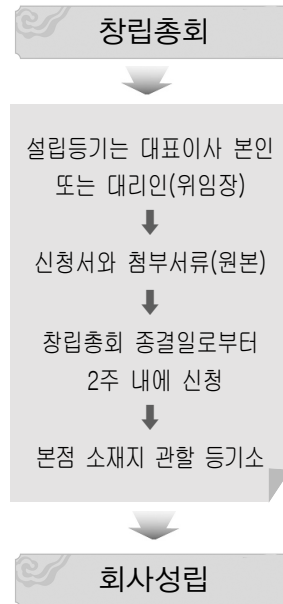 창립총회
설립등기는 대표이사 본인
또는 대리인(위임장)
신청서와 첨부서류(원본)
창립총회 종결일로부터
2주 내에 신청
본점 소재지 관할 등기소
회사성립